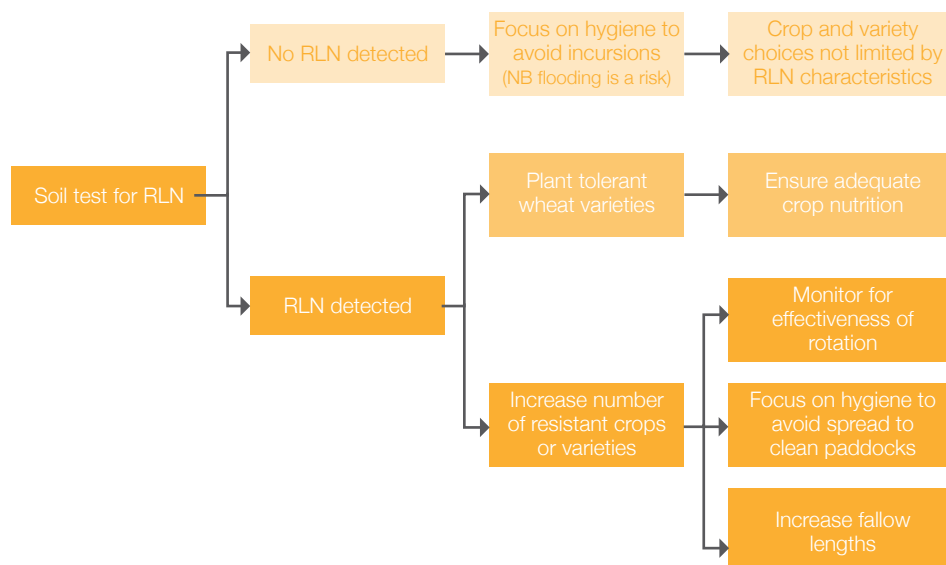 No RLN detected
Focus on hygiene to
avoid incursions
(NB flooding is a risk)
Crop and variety
choices not limited by
RLN characteristics
Soil test for RLN
Plant tolerant
wheat varieties
Ensure adequate
crop nutrition
RLN detected
Increase number
of resistant crops
or varieties
Monitor for
effectiveness of
rotation
Focus on hygiene to
avoid spread to
clean paddocks
Increase fallow
lengths